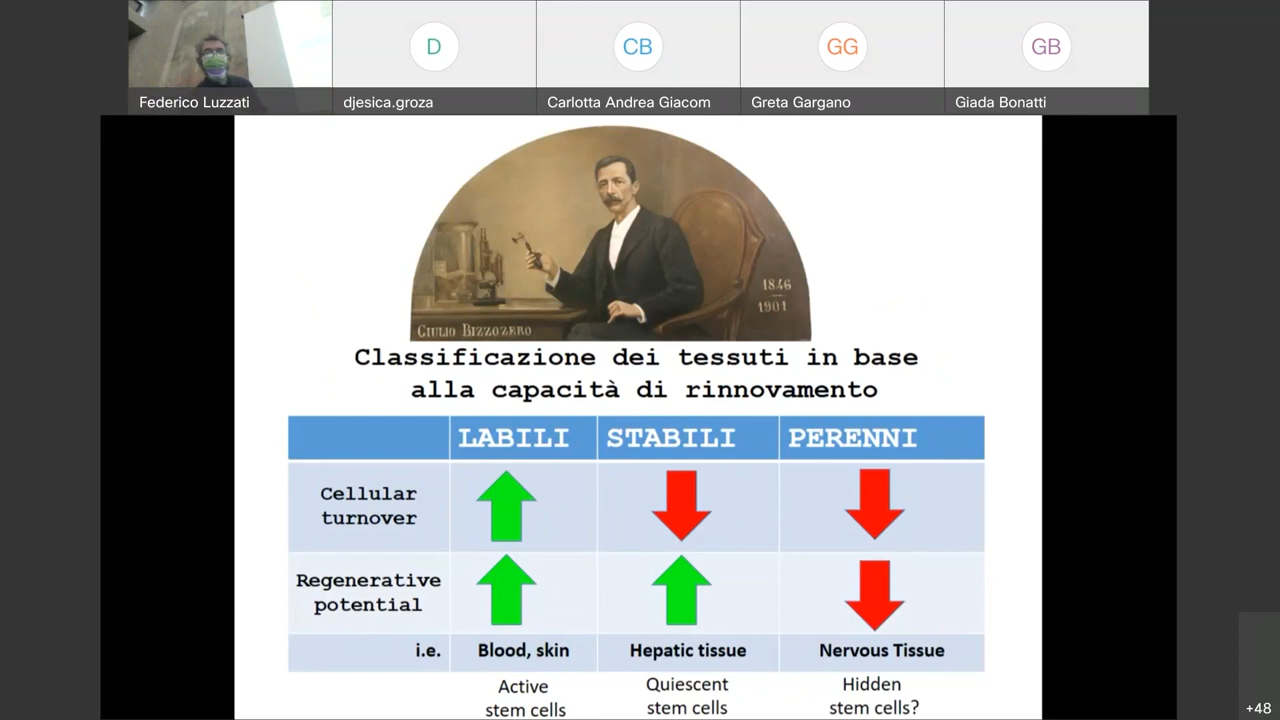 D
CB
GG
GB
Federico Luzzati
djesica.groza
Carlotta Andrea Giacom
Greta Gargano
Giada Bonatti
1846
1901
GIULIO BIZZOZERO
Classificazione dei tessuti in base
alla capacità di rinnovamento
LABILI STABILI PERENNI
Cellular
turnover
Regenerative
potential
i.e. Blood, skin Hepatic tissue Nervous Tissue
Active
stem cells
Quiescent
stem cells
Hidden
stem cells?
+48